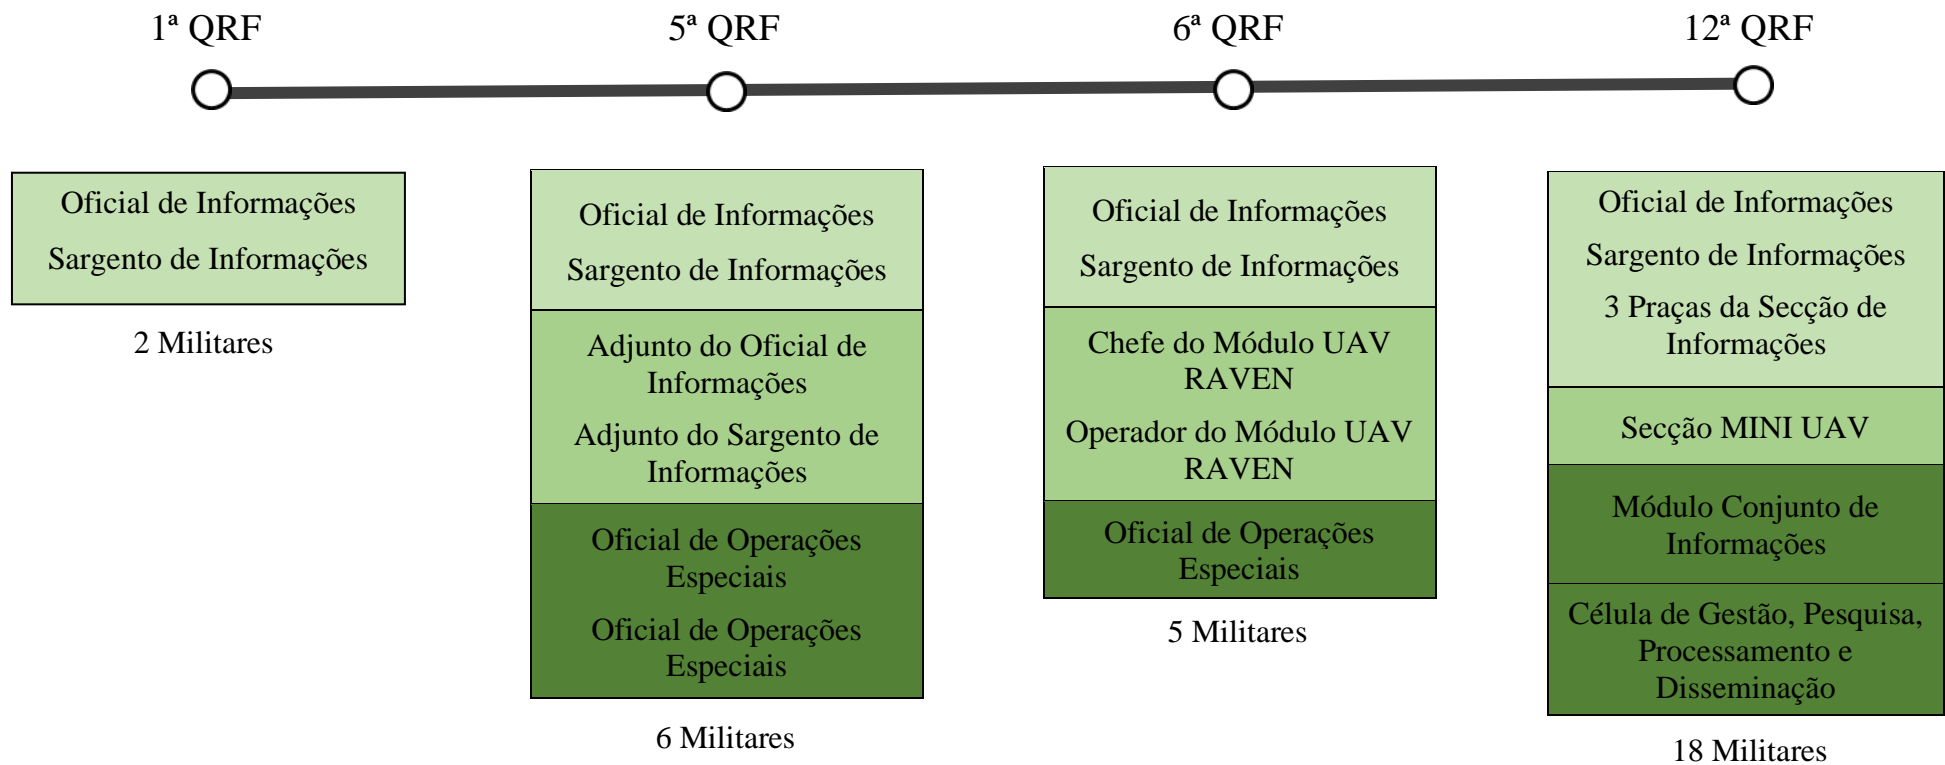 1ª QRF
5ª QRF
6ª QRF
12ª QRF
Oficial de Informações
Sargento de Informações
2 Militares
Oficial de Informações
Sargento de Informações
Adjunto do Oficial de
Informações
Adjunto do Sargento de
Informações
Oficial de Operações
Especiais
Oficial de Operações
Especiais
6 Militares
Oficial de Informações
Sargento de Informações
Chefe do Módulo UAV
RAVEN
Operador do Módulo UAV
RAVEN
Oficial de Operações
Especiais
5 Militares
Oficial de Informações
Sargento de Informações
3 Praças da Secção de
Informações
Secção MINI UAV
Módulo Conjunto de
Informações
Célula de Gestão, Pesquisa,
Processamento e
Disseminação
18 Militares